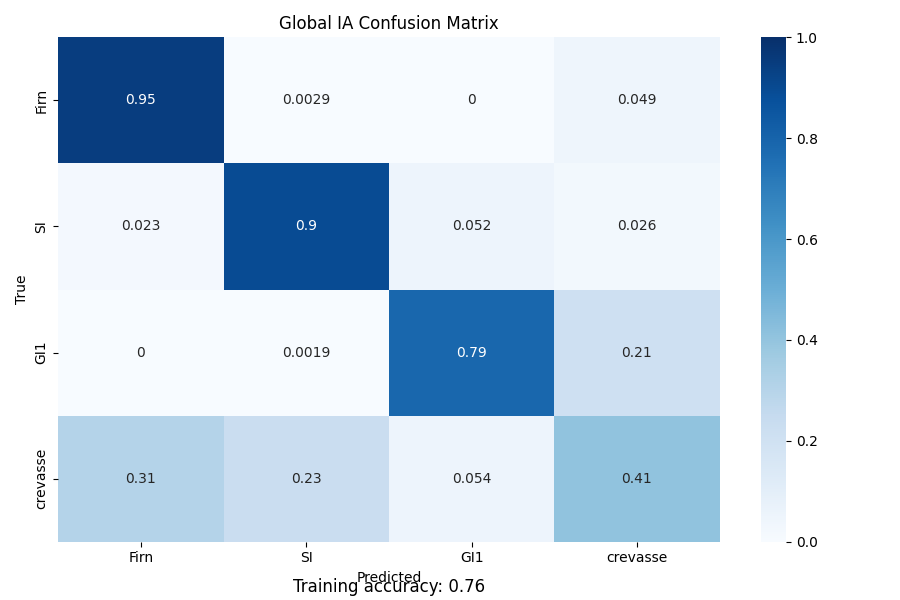 Global IA Confusion Matrix
1.0
0.95 0.0029 0 0.049
Firn
0.8
0.023 0.9 0.052 0.026
SI
0.6
True
0 0.0019 0.79 0.21
GI1
0.4
0.31 0.23 0.054 0.41
crevasse
0.2
0.0
Firn SI GI1 crevasse
Predicted
Training accuracy: 0.76